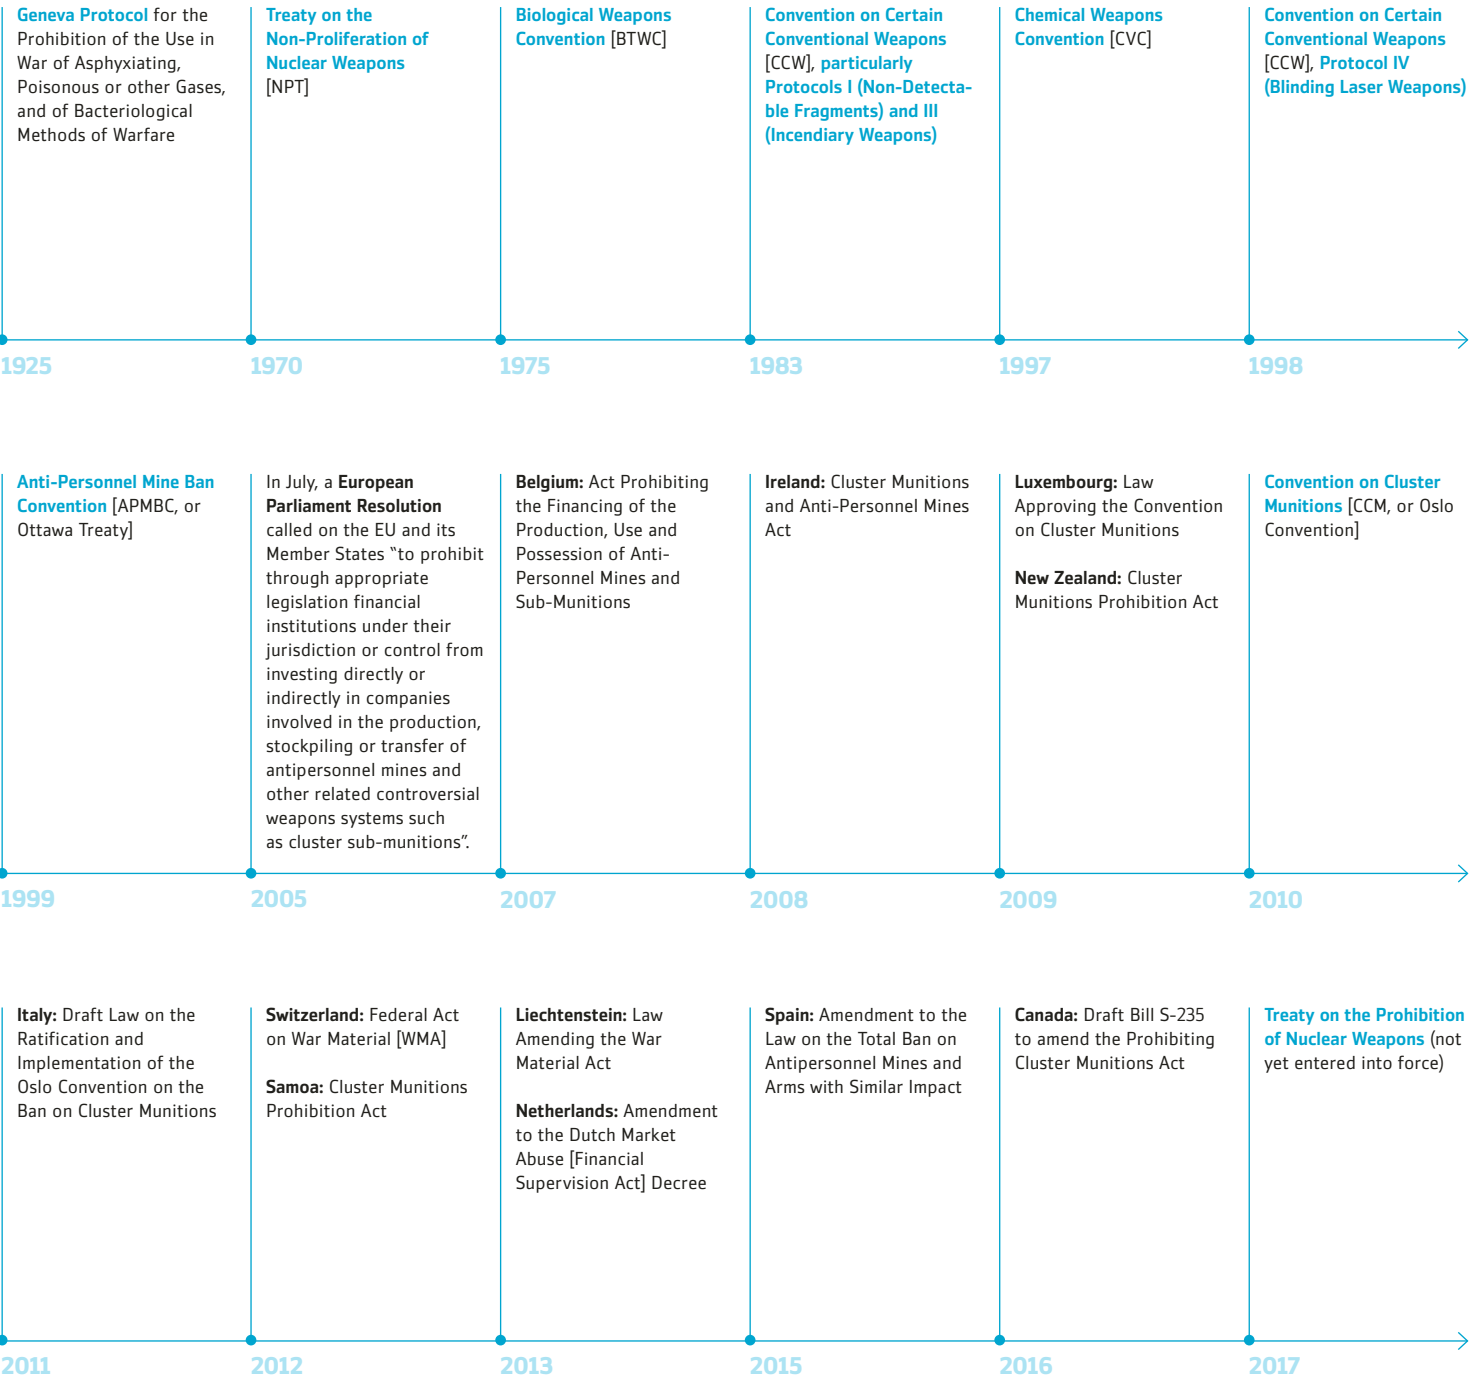 Geneva Protocol for the
Prohibition of the Use in
War of Asphyxiating,
Poisonous or other Gases,
and of Bacteriological
Methods of Warfare
1925
Treaty on the
Non-Proliferation of
Nuclear Weapons
[NPT]
1970
Biological Weapons
Convention [BTWC]
1975
Convention on Certain
Conventional Weapons
[CCW], particularly
Protocols I (Non-Detecta-
ble Fragments) and III
(Incendiary Weapons)
1983
Chemical Weapons
Convention [CVC]
1997
Convention on Certain
Conventional Weapons
[CCW], Protocol IV
(Blinding Laser Weapons)
1998
Anti-Personnel Mine Ban
Convention [APMBC, or
Ottawa Treaty]
1999
In July, a European
Parliament Resolution
called on the EU and its
Member States “to prohibit
through appropriate
legislation financial
institutions under their
jurisdiction or control from
investing directly or
indirectly in companies
involved in the production,
stockpiling or transfer of
antipersonnel mines and
other related controversial
weapons systems such
as cluster sub-munitions”.
2005
Belgium: Act Prohibiting
the Financing of the
Production, Use and
Possession of Anti-
Personnel Mines and
Sub-Munitions
2007
Ireland: Cluster Munitions
and Anti-Personnel Mines
Act
2008
Luxembourg: Law
Approving the Convention
on Cluster Munitions
New Zealand: Cluster
Munitions Prohibition Act
2009
Convention on Cluster
Munitions [CCM, or Oslo
Convention]
2010
Italy: Draft Law on the
Ratification and
Implementation of the
Oslo Convention on the
Ban on Cluster Munitions
2011
Switzerland: Federal Act
on War Material [WMA]
Samoa: Cluster Munitions
Prohibition Act
2012
Liechtenstein: Law
Amending the War
Material Act
Netherlands: Amendment
to the Dutch Market
Abuse [Financial
Supervision Act] Decree
2013
Spain: Amendment to the
Law on the Total Ban on
Antipersonnel Mines and
Arms with Similar Impact
2015
Canada: Draft Bill S-235
to amend the Prohibiting
Cluster Munitions Act
2016
Treaty on the Prohibition
of Nuclear Weapons (not
yet entered into force)
2017